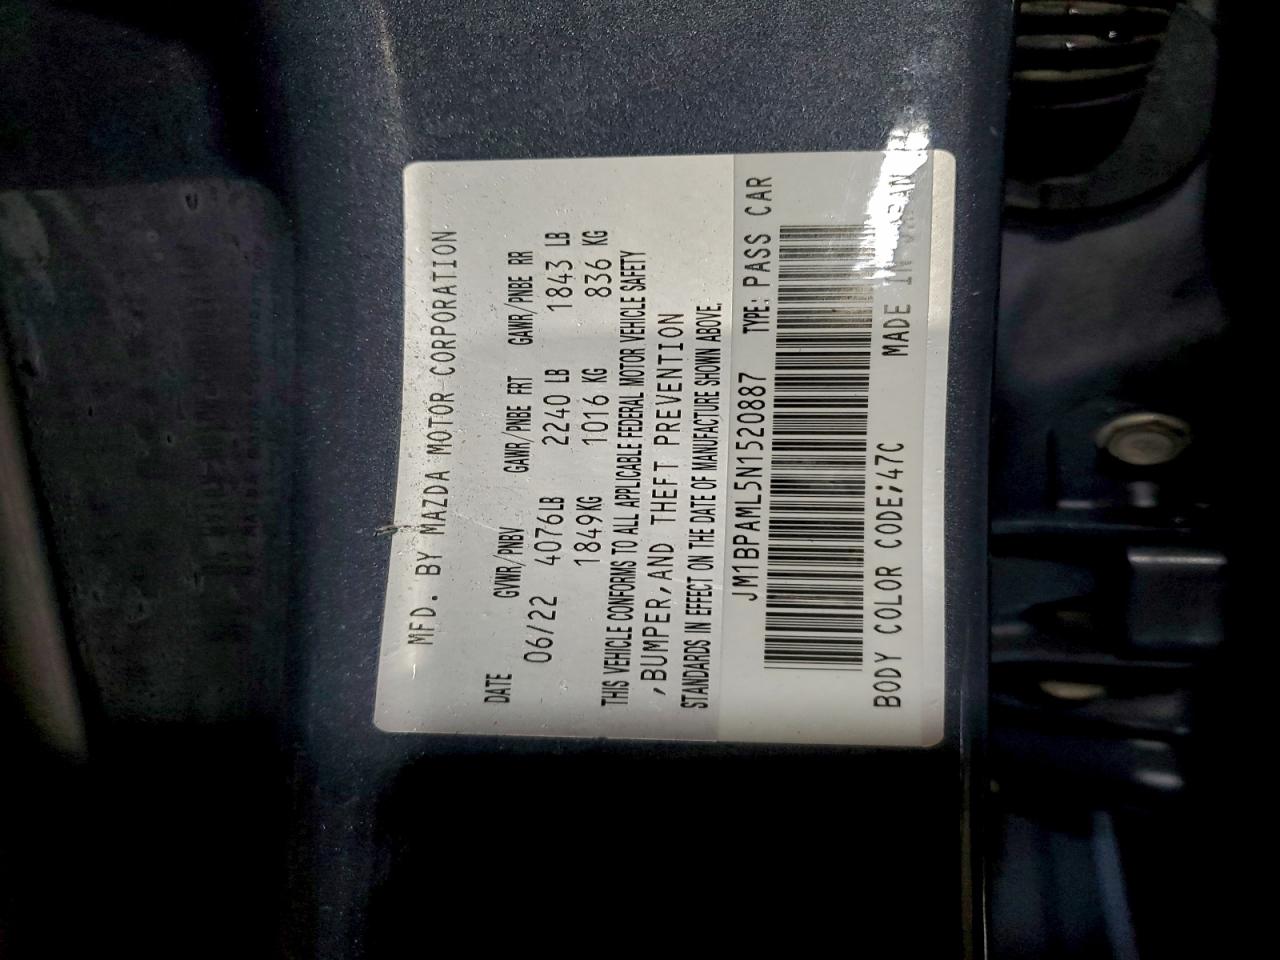 MFD. BY MAZDA MOTOR CORPORATION
DATE GVWR/PNBV GAWR/PNBE FRT GAWR/PNBE RR
06/22 4076LB 2240 LB 1843 LB
1849KG 1016 KG 836 KG
THIS VEHICLE CONFORMS TO ALL APPLICABLE FEDERAL MOTOR VEHICLE SAFETY
,BUMPER,AND THEFT PREVENTION
STANDARDS IN EFFECT ON THE DATE OF MANUFACTURE SHOWN ABOVE.
JM1BPAML5N1520887 TYPE: PASS CAR
BODY COLOR CODE;47C MADE IN JAPAN